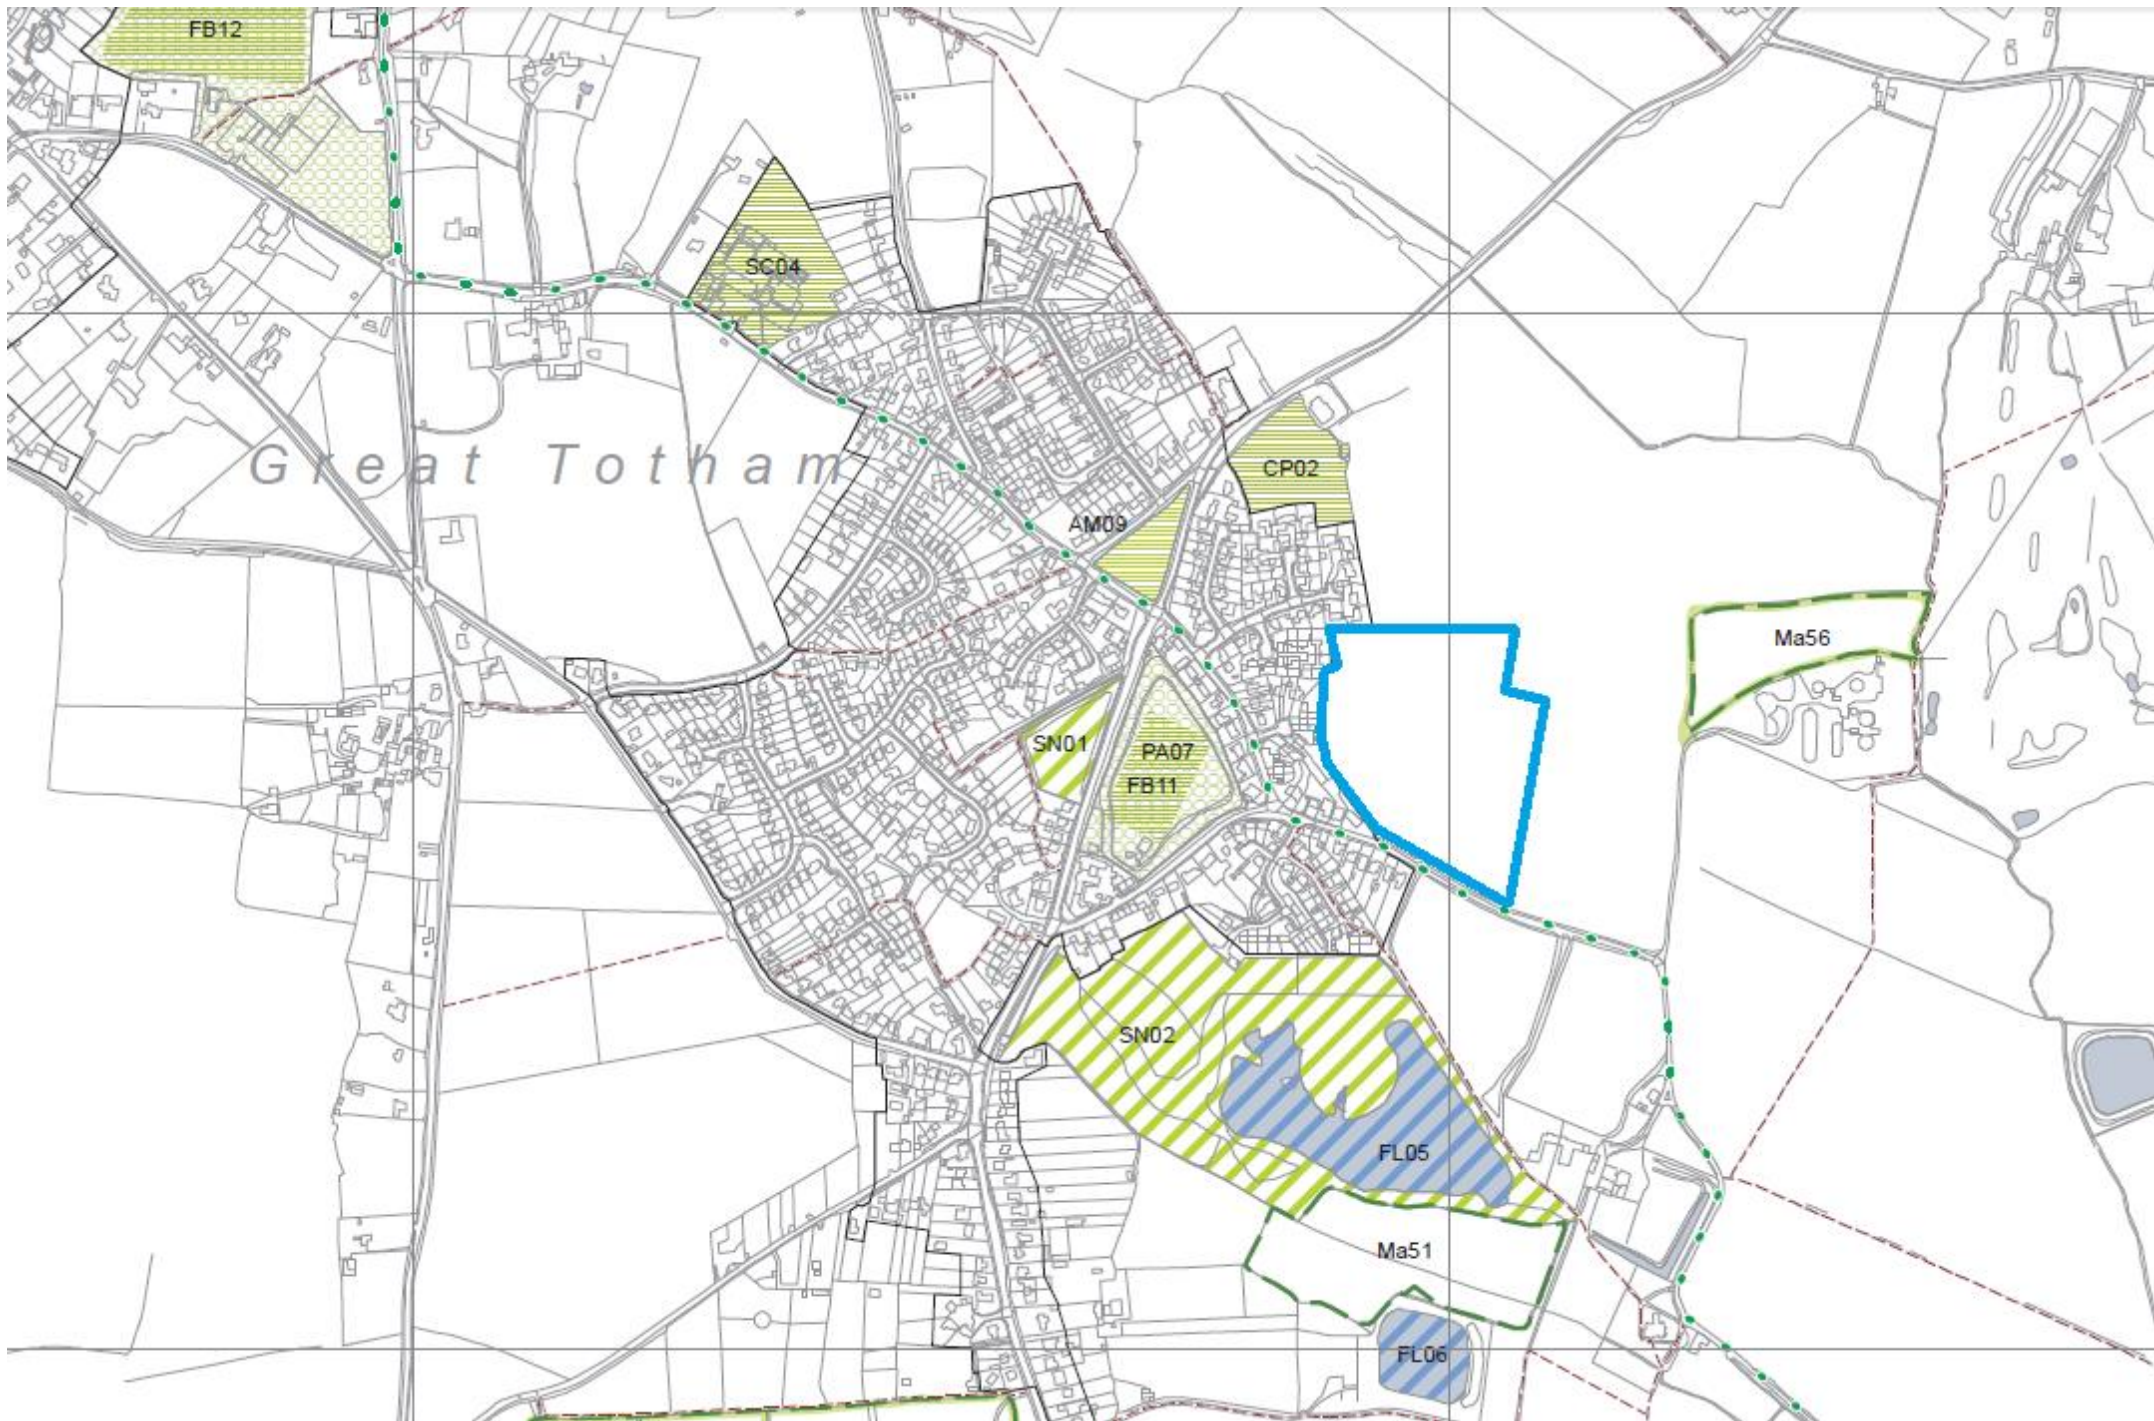 FB12
SC04
Great Totham
CP02
AM09
Ma56
SN01
PA07
FB11
SN02
FL05
Ma51
FL06